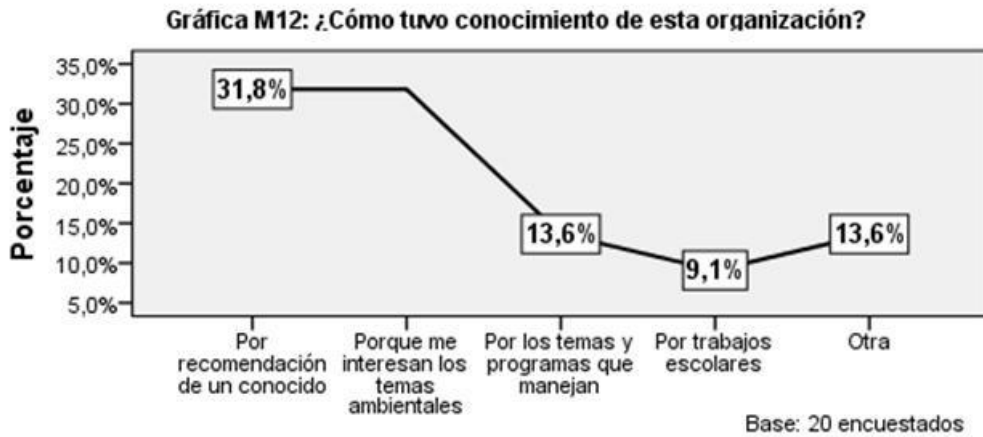 Gráfica M12: ¿Cómo tuvo conocimiento de esta organización?
Porcentaje
35,0%
30,0%
25,0%
20,0%
15,0%
10,0%
5,0%
31,8%
13,6%
9,1%
13,6%
Por
recomendación
de un conocido
Porque me
interesan los
temas
ambientales
Por los temas y
programas que
manejan
Por trabajos
escolares
Otra
Base: 20 encuestados